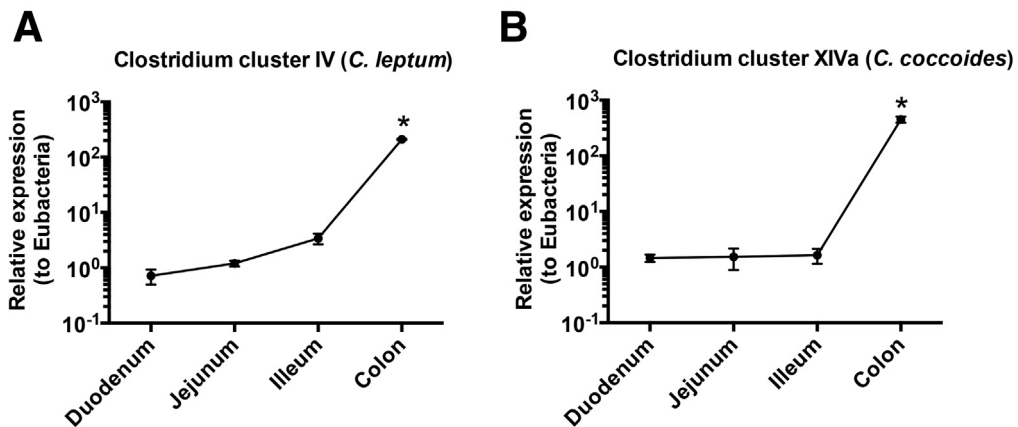 A
Clostridium cluster IV (C. leptum)
Relative expression
(to Eubacteria)
10³
10²
10¹
10⁰
10⁻¹
*
Duodenum
Jejunum
Illeum
Colon
B
Clostridium cluster XIVa (C. coccoides)
Relative expression
(to Eubacteria)
10³
10²
10¹
10⁰
10⁻¹
*
Duodenum
Jejunum
Illeum
Colon